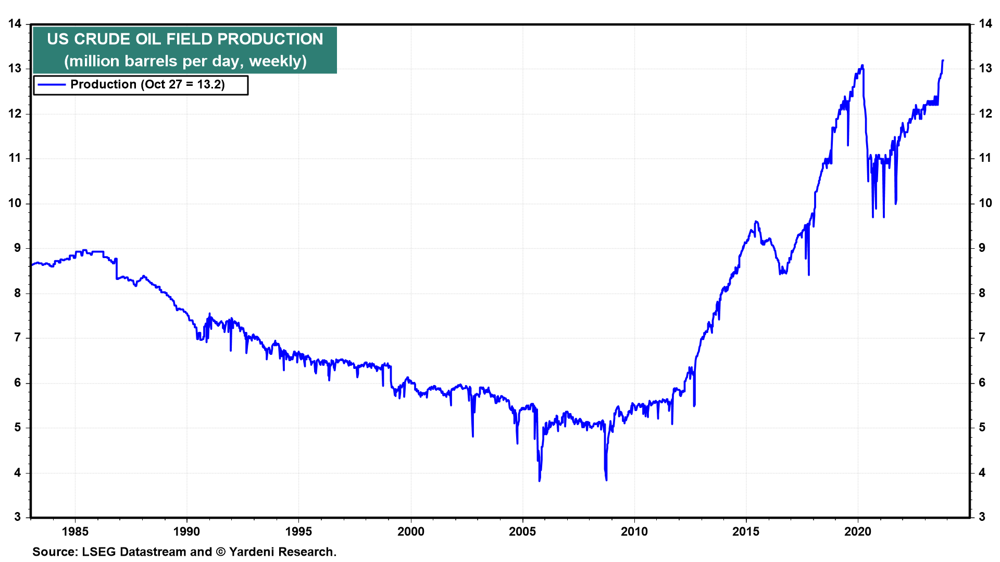 US CRUDE OIL FIELD PRODUCTION
(million barrels per day, weekly)
Production (Oct 27 = 13.2)
14 14
13 13
12 12
11 11
10 10
9 9
8 8
7 7
6 6
5 5
4 4
3 3
1985 1990 1995 2000 2005 2010 2015 2020
Source: LSEG Datastream and © Yardeni Research.